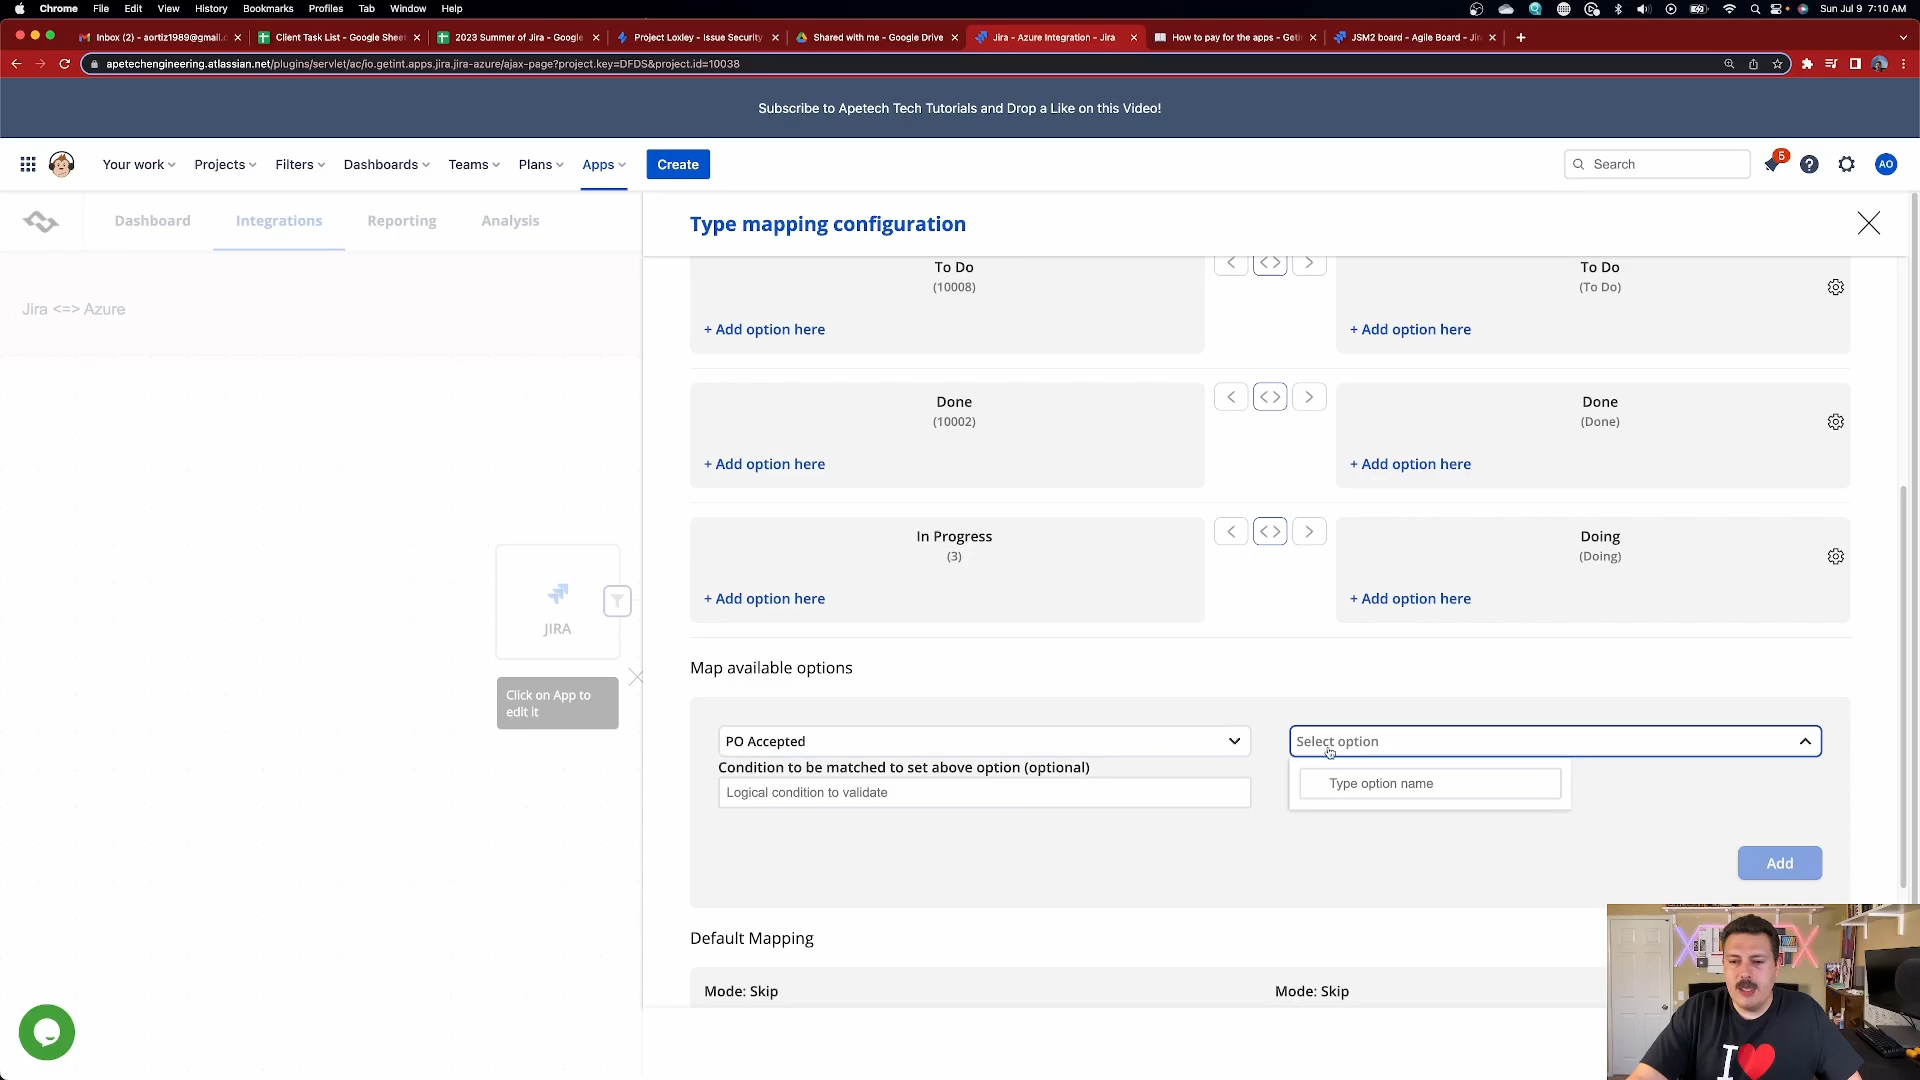 Chrome File Edit View History Bookmarks Profiles Tab Window Help
Sun Jul 9 7:10 AM
Inbox (2) - aortiz1989@gmail.c
Client Task List - Google Sheet
2023 Summer of Jira - Google
Project Loxley - Issue Security
Shared with me - Google Drive
Jira - Azure Integration - Jira
How to pay for the apps - Geti
JSM2 board - Agile Board - Jir
apetechengineering.atlassian.net/plugins/servlet/ac/io.getint.apps.jira.jira-azure/ajax-page?project.key=DFDS&project.id=10038
Subscribe to Apetech Tech Tutorials and Drop a Like on this Video!
Your work Projects Filters Dashboards Teams Plans Apps Create
Search
5
AO
Dashboard Integrations Reporting Analysis
Type mapping configuration
Jira <=> Azure
To Do
(10008)
+ Add option here
To Do
(To Do)
+ Add option here
Done
(10002)
+ Add option here
Done
(Done)
+ Add option here
In Progress
(3)
+ Add option here
Doing
(Doing)
+ Add option here
JIRA
Click on App to
edit it
Map available options
PO Accepted
Select option
Condition to be matched to set above option (optional)
Logical condition to validate
Type option name
Add
Default Mapping
Mode: Skip
Mode: Skip
I